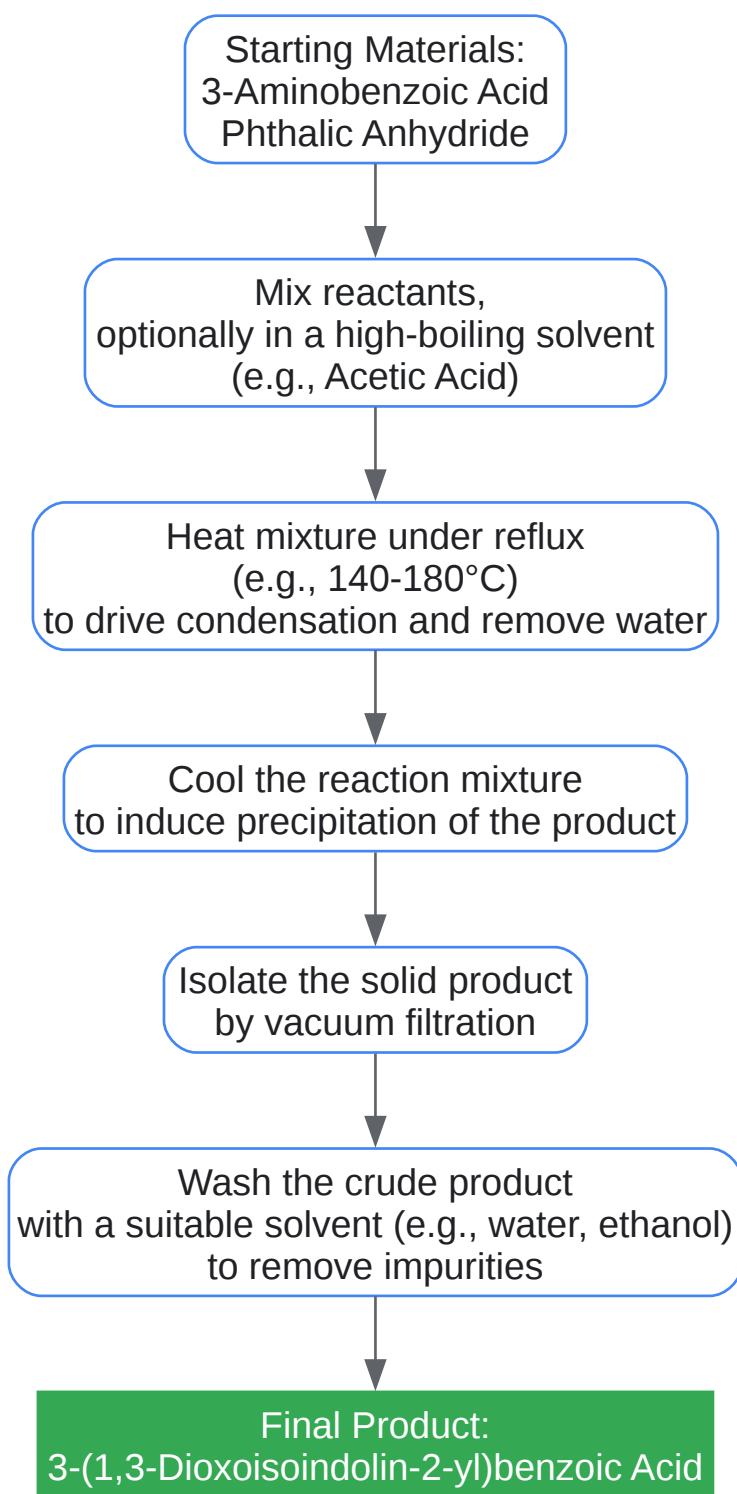 Starting Materials:
3-Aminobenzoic Acid
Phthalic Anhydride
Mix reactants,
optionally in a high-boiling solvent
(e.g., Acetic Acid)
Heat mixture under reflux
(e.g., 140-180°C)
to drive condensation and remove water
Cool the reaction mixture
to induce precipitation of the product
Isolate the solid product
by vacuum filtration
Wash the crude product
with a suitable solvent (e.g., water, ethanol)
to remove impurities
Final Product:
3-(1,3-Dioxoisoindolin-2-yl)benzoic Acid